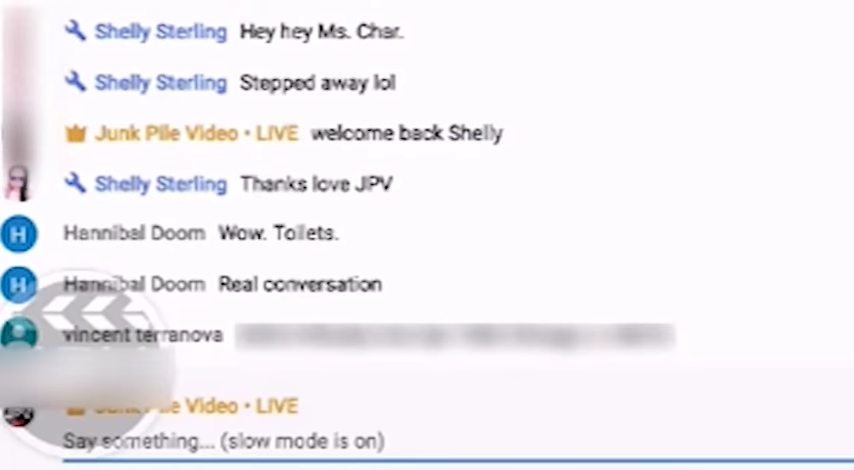 Shelly Sterling Hey hey Ms. Char.
Shelly Sterling Stepped away lol
Junk Pile Video • LIVE welcome back Shelly
Shelly Sterling Thanks love JPV
H Hannibal Doom Wow. Toilets.
H Hannibal Doom Real conversation
vincent terranova
Junk Pile Video • LIVE
Say something... (slow mode is on)